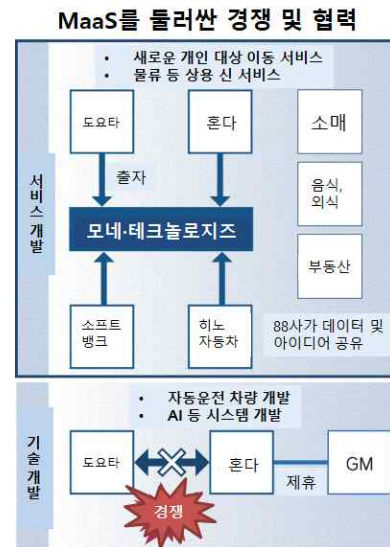 MaaS를 둘러싼 경쟁 및 협력
• 새로운 개인 대상 이동 서비스
• 물류 등 상용 신 서비스
서비스 개발
도요타
혼다
소매
출자
음식,
외식
모네·테크놀로지즈
부동산
소프트
뱅크
히노
자동차
88사가 데이터 및
아이디어 공유
• 자동운전 차량 개발
• AI 등 시스템 개발
기술개발
도요타
혼다
GM
제휴
경쟁